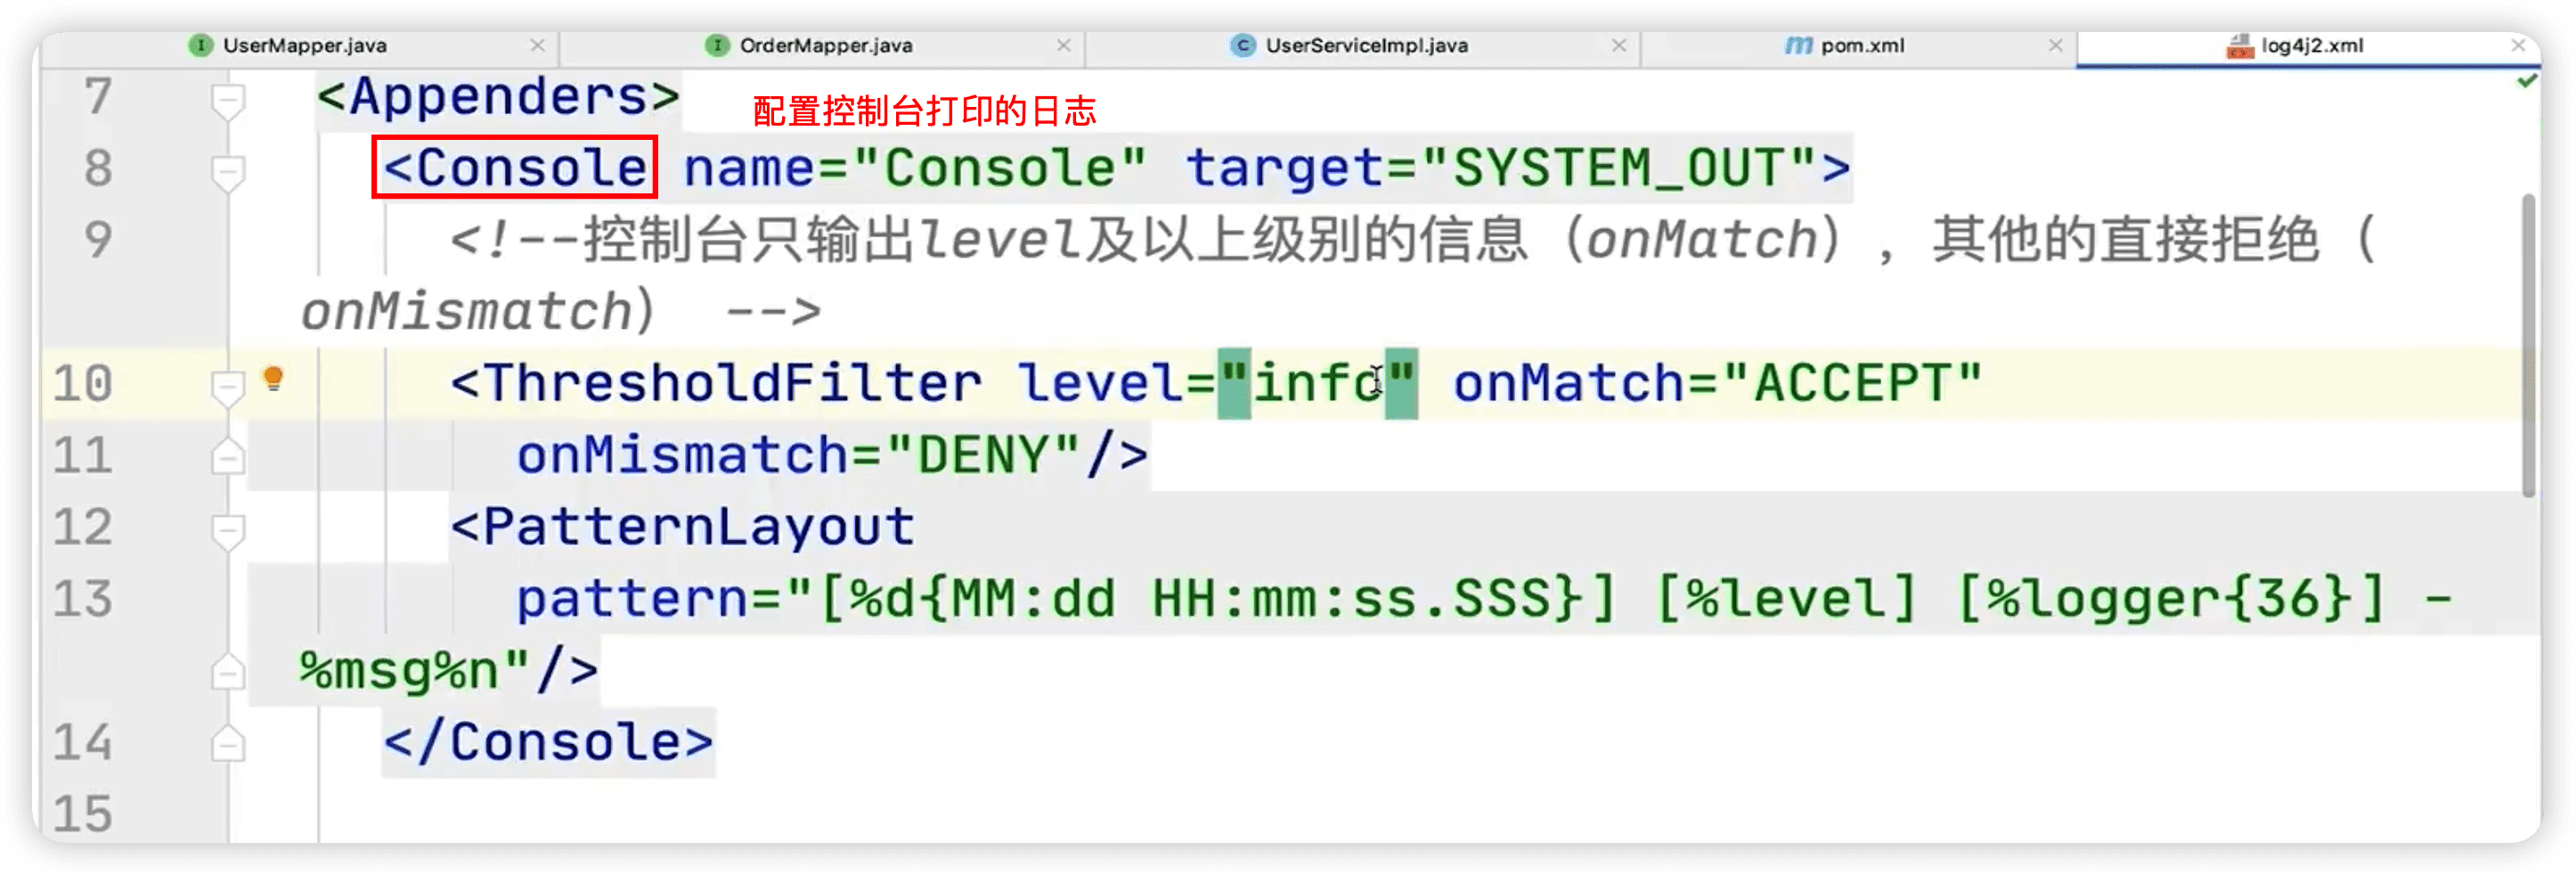 UserMapper.java
OrderMapper.java
UserServiceImpl.java
pom.xml
log4j2.xml
7 <Appenders>
配置控制台打印的日志
8 <Console name="Console" target="SYSTEM_OUT">
9 <!--控制台只输出level及以上级别的信息（onMatch），其他的直接拒绝（
onMismatch） -->
10 <ThresholdFilter level="info" onMatch="ACCEPT"
11 onMismatch="DENY"/>
12 <PatternLayout
13 pattern="[%d{MM:dd HH:mm:ss.SSS}] [%level] [%logger{36}] -
%msg%n"/>
14 </Console>
15